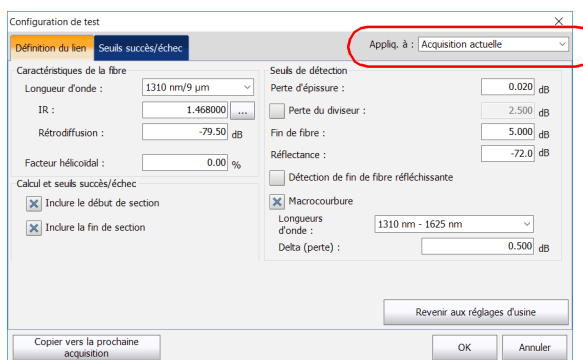 Configuration de test
Définition du lien
Seuils succès/échec
Appliq. à : Acquisition actuelle
Caractéristiques de la fibre
Longueur d'onde : 1310 nm/9 µm
IR : 1.468000 ...
Rétrodiffusion : -79.50 dB
Facteur hélicoïdal : 0.00 %
Calcul et seuils succès/échec
Inclure le début de section
Inclure la fin de section
Seuils de détection
Perte d'épissure : 0.020 dB
Perte du diviseur : 2.500 dB
Fin de fibre : 5.000 dB
Réflectance : -72.0 dB
Détection de fin de fibre réfléchissante
Macrocourbure
Longueurs
d'onde : 1310 nm - 1625 nm
Delta (perte) : 0.500 dB
Revenir aux réglages d'usine
Copier vers la prochaine
acquisition
OK
Annuler